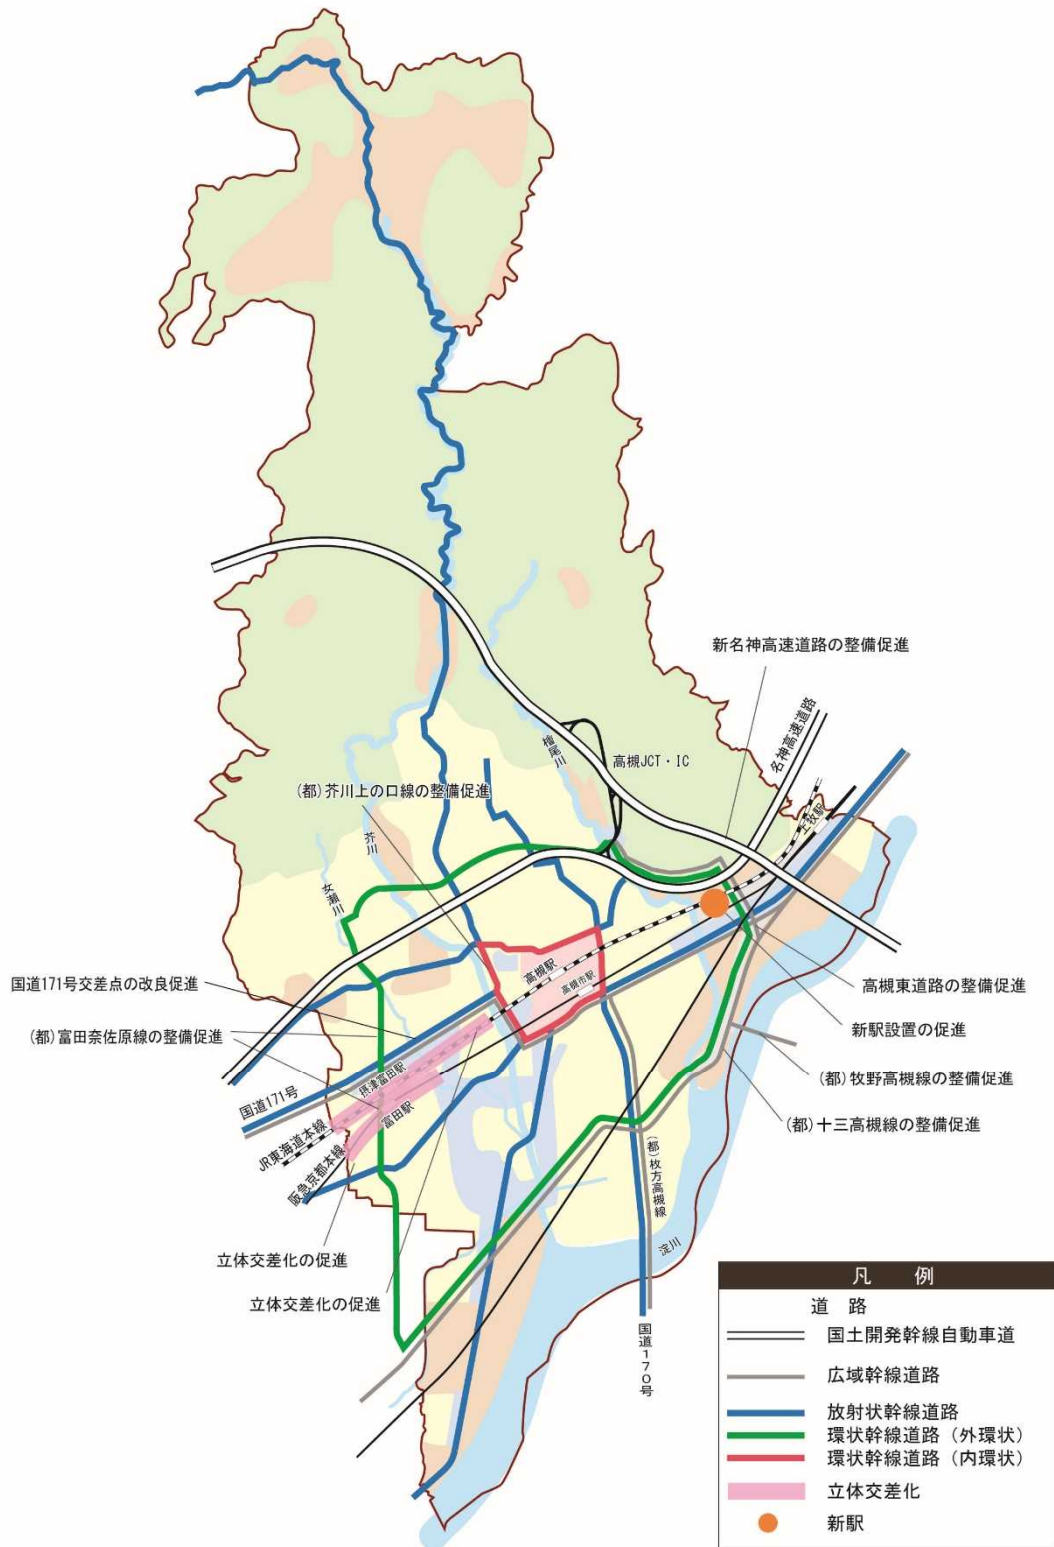 新名神高速道路の整備促進
名神高速道路
檜尾川
高槻JCT・IC
(都)芥川上の口線の整備促進
上牧駅
芥川
女瀬川
高槻駅
高槻市駅
国道171号交差点の改良促進
高槻東道路の整備促進
(都)富田奈佐原線の整備促進
新駅設置の促進
摂津富田駅
(都)牧野高槻線の整備促進
国道171号
富田駅
(都)十三高槻線の整備促進
JR東海道本線
阪急京都本線
(都)枚方高槻線
淀川
立体交差化の促進
立体交差化の促進
国道170号
凡 例
道 路
国土開発幹線自動車道
広域幹線道路
放射状幹線道路
環状幹線道路（外環状）
環状幹線道路（内環状）
立体交差化
新駅